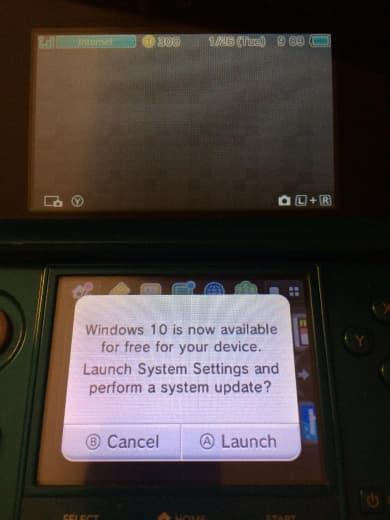 Internet 300 1/26 (Tue) 9 09
Y L + R
Windows 10 is now available
for free for your device.
Launch System Settings and
perform a system update?
B Cancel A Launch
Y
X
SELECT HOME START